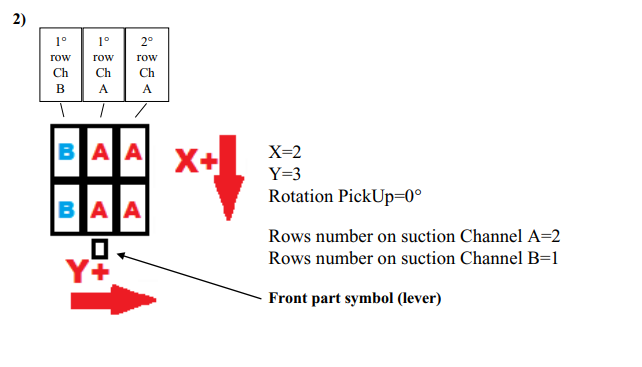 2)
1° 1° 2°
row row row
Ch Ch Ch
B A A
B A A
X+
X=2
Y=3
Rotation PickUp=0°
B A A
Rows number on suction Channel A=2
Rows number on suction Channel B=1
Y+
Front part symbol (lever)